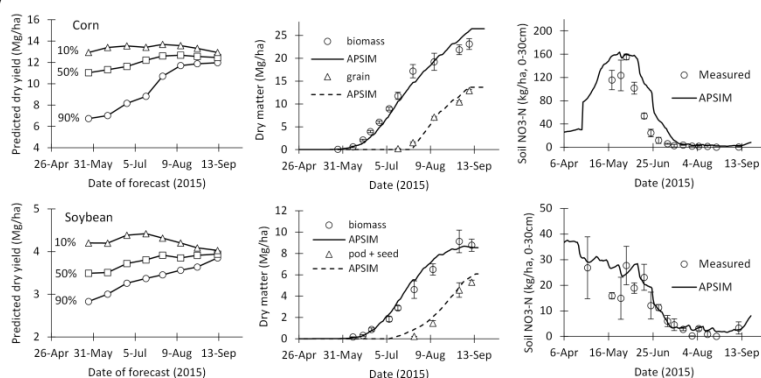 Corn
Predicted dry yield (Mg/ha)
16
14
12
10
8
6
4
10%
50%
90%
26-Apr 31-May 5-Jul 9-Aug 13-Sep
Date of forecast (2015)
Dry matter (Mg/ha)
25
20
15
10
5
0
biomass
APSIM
grain
APSIM
26-Apr 31-May 5-Jul 9-Aug 13-Sep
Date (2015)
Soil NO3-N (kg/ha, 0-30cm)
200
160
120
80
40
0
Measured
APSIM
6-Apr 16-May 25-Jun 4-Aug 13-Sep
Date (2015)
Soybean
Predicted dry yield (Mg/ha)
5
4
3
2
10%
50%
90%
26-Apr 31-May 5-Jul 9-Aug 13-Sep
Date of forecast (2015)
Dry matter (Mg/ha)
12
10
8
6
4
2
0
biomass
APSIM
pod + seed
APSIM
26-Apr 31-May 5-Jul 9-Aug 13-Sep
Date (2015)
Soil NO3-N (kg/ha, 0-30cm)
50
40
30
20
10
0
Measured
APSIM
6-Apr 16-May 25-Jun 4-Aug 13-Sep
Date (2015)